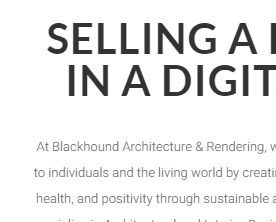 SELLING A
IN A DIGIT
At Blackhound Architecture & Rendering, w
to individuals and the living world by creati
health, and positivity through sustainable a